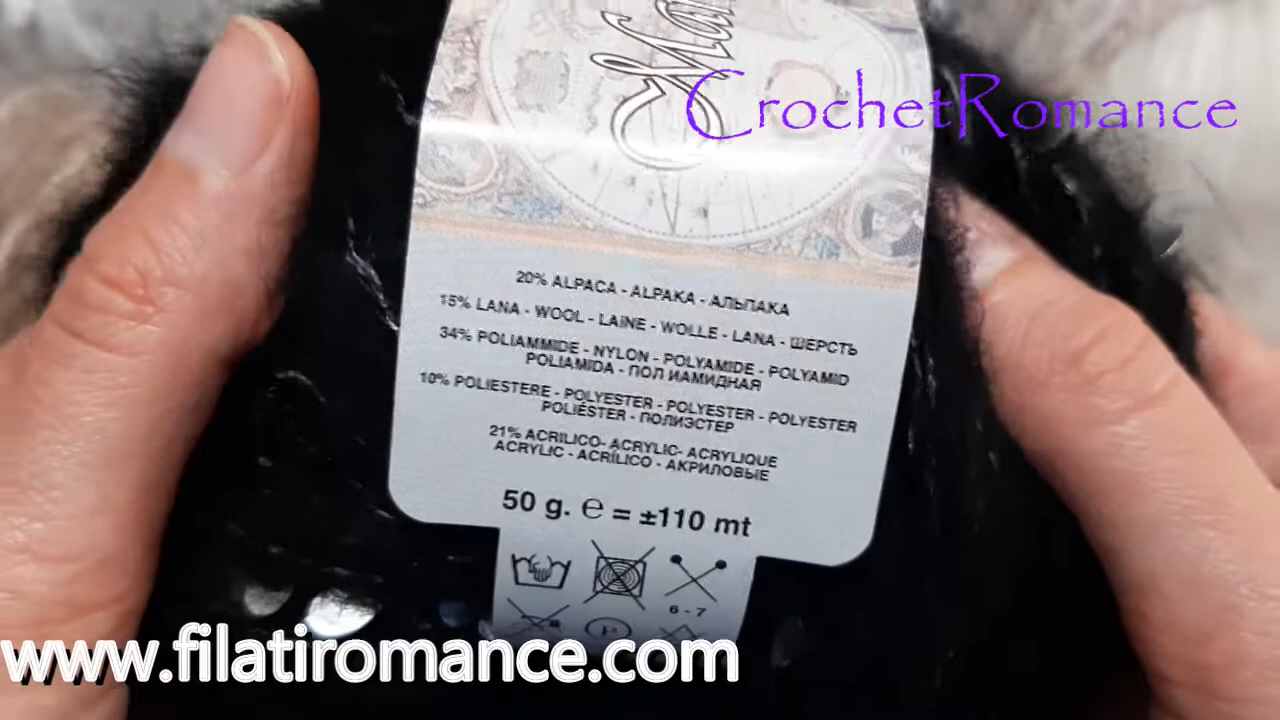 CrochetRomance
20% ALPACA - ALPAKA - АЛЬПАКА
15% LANA - WOOL - LAINE - WOLLE - LANA - ШЕРСТЬ
34% POLIAMMIDE - NYLON - POLYAMIDE - POLYAMID
POLIAMIDA - ПОЛ ИАМИДНАЯ
10% POLIESTERE - POLYESTER - POLYESTER - POLYESTER
POLIÉSTER - ПОЛИЭСТЕР
21% ACRILICO- ACRYLIC- ACRYLIQUE
ACRYLIC - ACRÍLICO - АКРИЛОВЫЕ
50 g. ℮ = ±110 mt
6 - 7
P
www.filatiromance.com